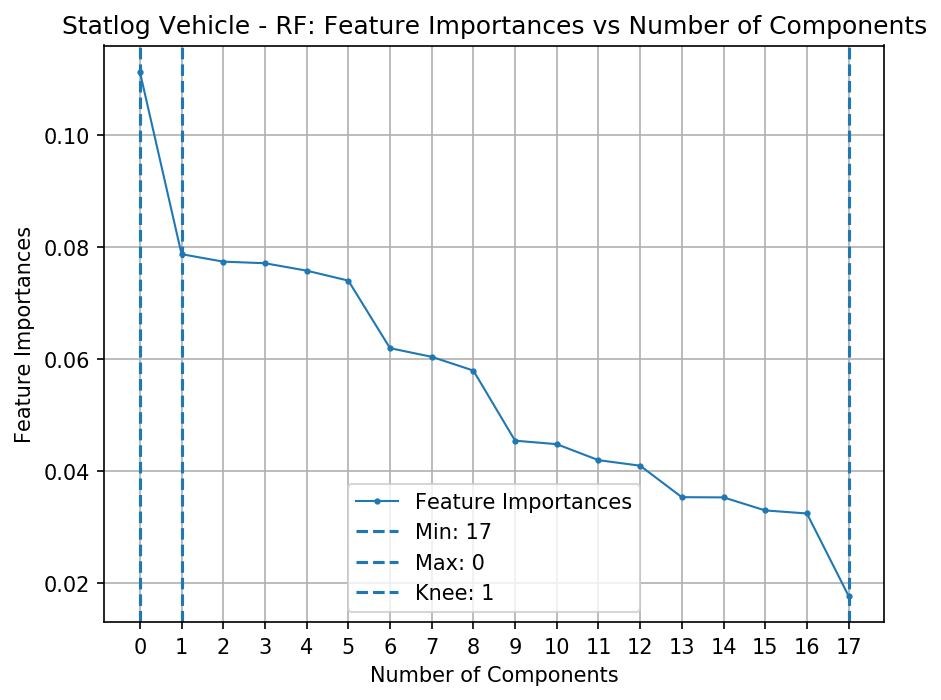 Statlog Vehicle - RF: Feature Importances vs Number of Components
Feature Importances
0.10
0.08
0.06
0.04
0.02
Feature Importances
Min: 17
Max: 0
Knee: 1
0 1 2 3 4 5 6 7 8 9 10 11 12 13 14 15 16 17
Number of Components